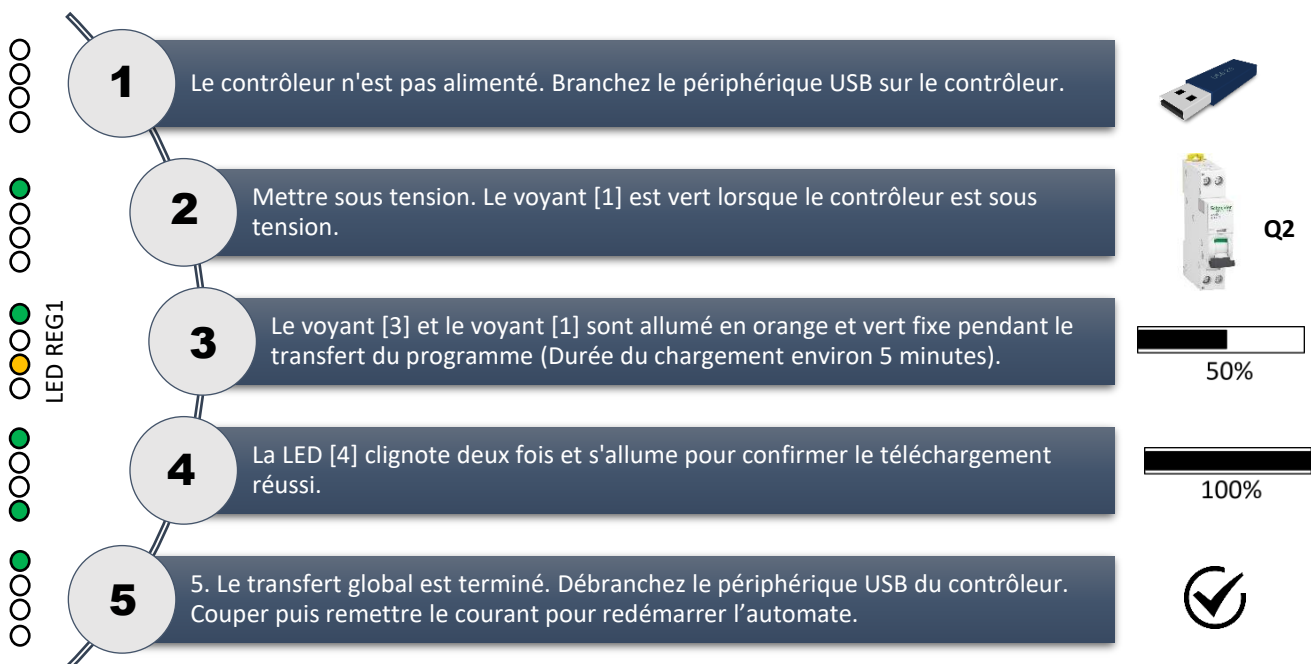 1
Le contrôleur n'est pas alimenté. Branchez le périphérique USB sur le contrôleur.
2
Mettre sous tension. Le voyant [1] est vert lorsque le contrôleur est sous
tension.
Q2
LED REG1
3
Le voyant [3] et le voyant [1] sont allumé en orange et vert fixe pendant le
transfert du programme (Durée du chargement environ 5 minutes).
50%
4
La LED [4] clignote deux fois et s'allume pour confirmer le téléchargement
réussi.
100%
5
5. Le transfert global est terminé. Débranchez le périphérique USB du contrôleur.
Couper puis remettre le courant pour redémarrer l’automate.